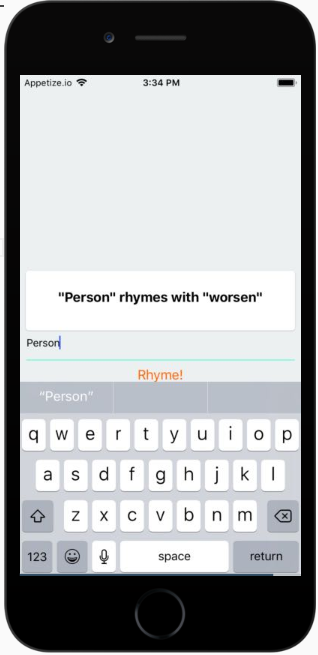 Appetize.io 3:34 PM
"Person" rhymes with "worsen"
Person
Rhyme!
"Person"
q w e r t y u i o p
a s d f g h j k l
z x c v b n m
123 space return